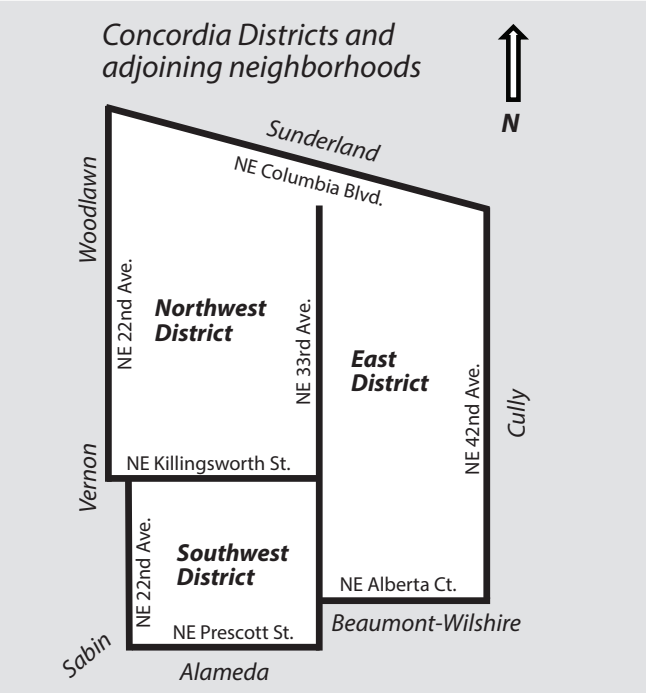 Concordia Districts and
adjoining neighborhoods
N
Sunderland
NE Columbia Blvd.
Woodlawn
NE 22nd Ave.
Northwest
District
NE 33rd Ave.
East
District
NE 42nd Ave.
Cully
Vernon
NE Killingsworth St.
NE 22nd Ave.
Southwest
District
NE Alberta Ct.
NE Prescott St.
Beaumont-Wilshire
Sabin
Alameda